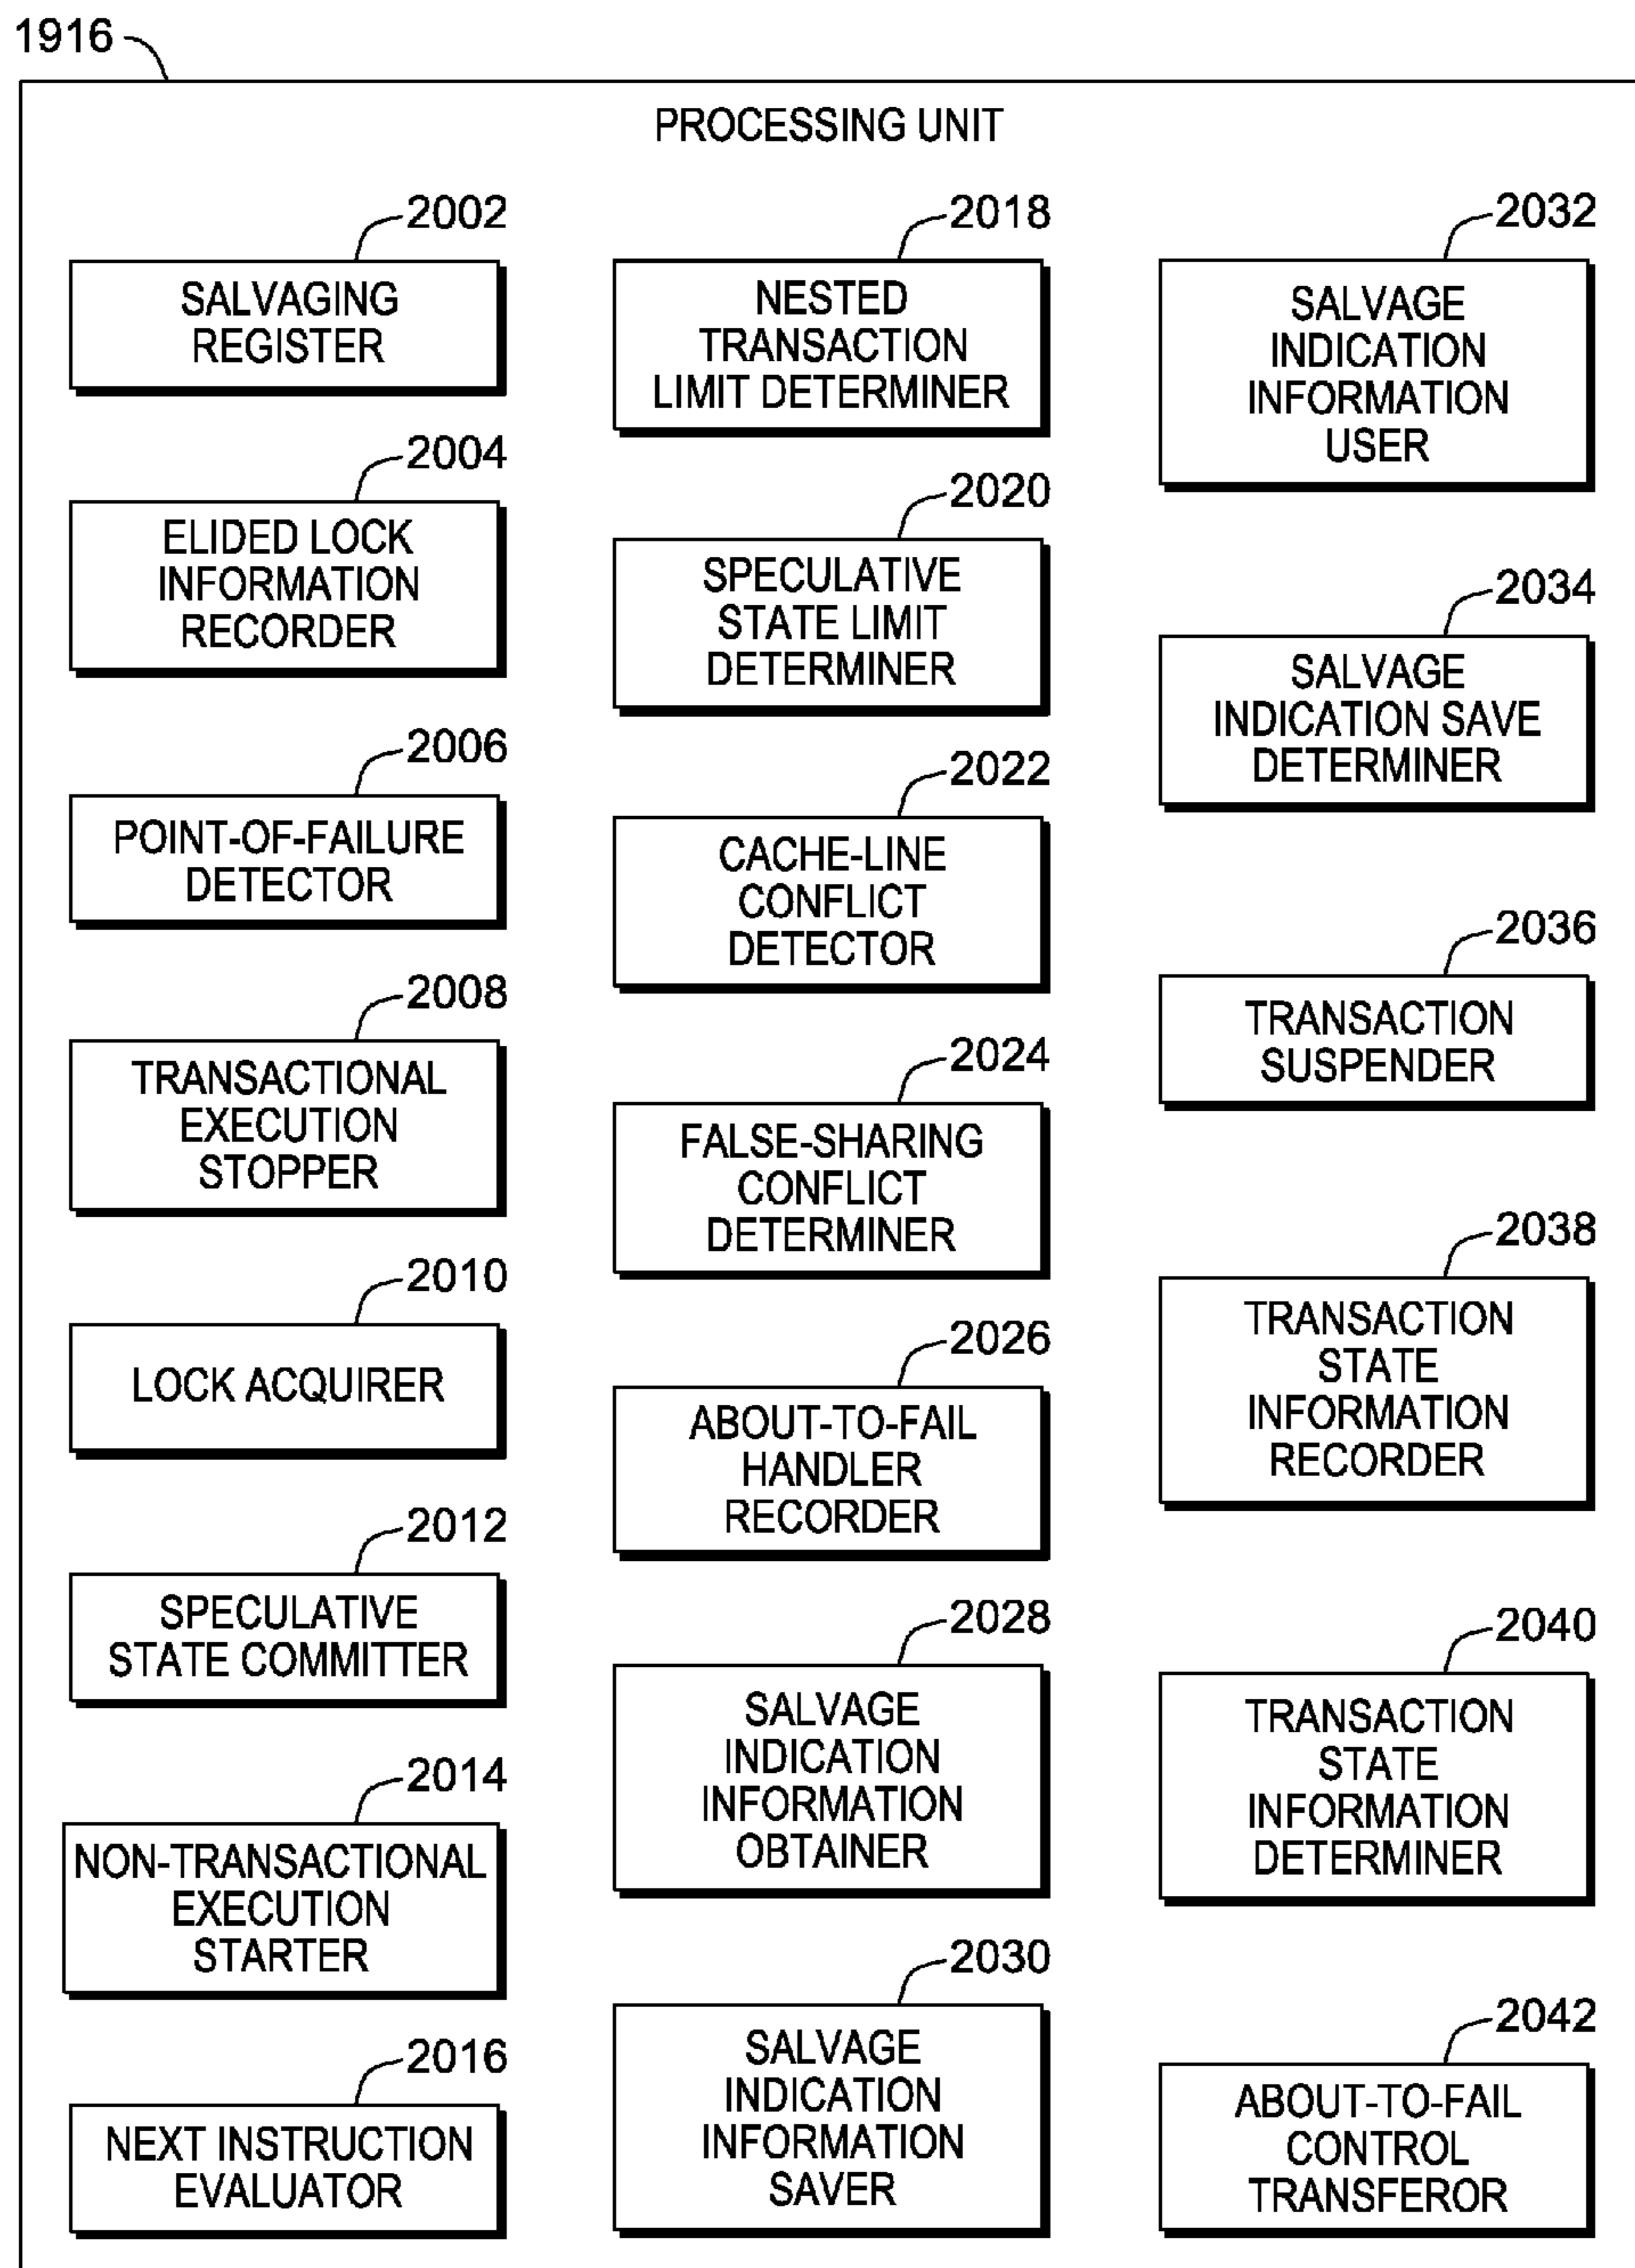 1916
PROCESSING UNIT
2002
SALVAGING
REGISTER
2004
ELIDED LOCK
INFORMATION
RECORDER
2006
POINT-OF-FAILURE
DETECTOR
2008
TRANSACTIONAL
EXECUTION
STOPPER
2010
LOCK ACQUIRER
2012
SPECULATIVE
STATE COMMITTER
2014
NON-TRANSACTIONAL
EXECUTION
STARTER
2016
NEXT INSTRUCTION
EVALUATOR
2018
NESTED
TRANSACTION
LIMIT DETERMINER
2020
SPECULATIVE
STATE LIMIT
DETERMINER
2022
CACHE-LINE
CONFLICT
DETECTOR
2024
FALSE-SHARING
CONFLICT
DETERMINER
2026
ABOUT-TO-FAIL
HANDLER
RECORDER
2028
SALVAGE
INDICATION
INFORMATION
OBTAINER
2030
SALVAGE
INDICATION
INFORMATION
SAVER
2032
SALVAGE
INDICATION
INFORMATION
USER
2034
SALVAGE
INDICATION SAVE
DETERMINER
2036
TRANSACTION
SUSPENDER
2038
TRANSACTION
STATE
INFORMATION
RECORDER
2040
TRANSACTION
STATE
INFORMATION
DETERMINER
2042
ABOUT-TO-FAIL
CONTROL
TRANSFEROR